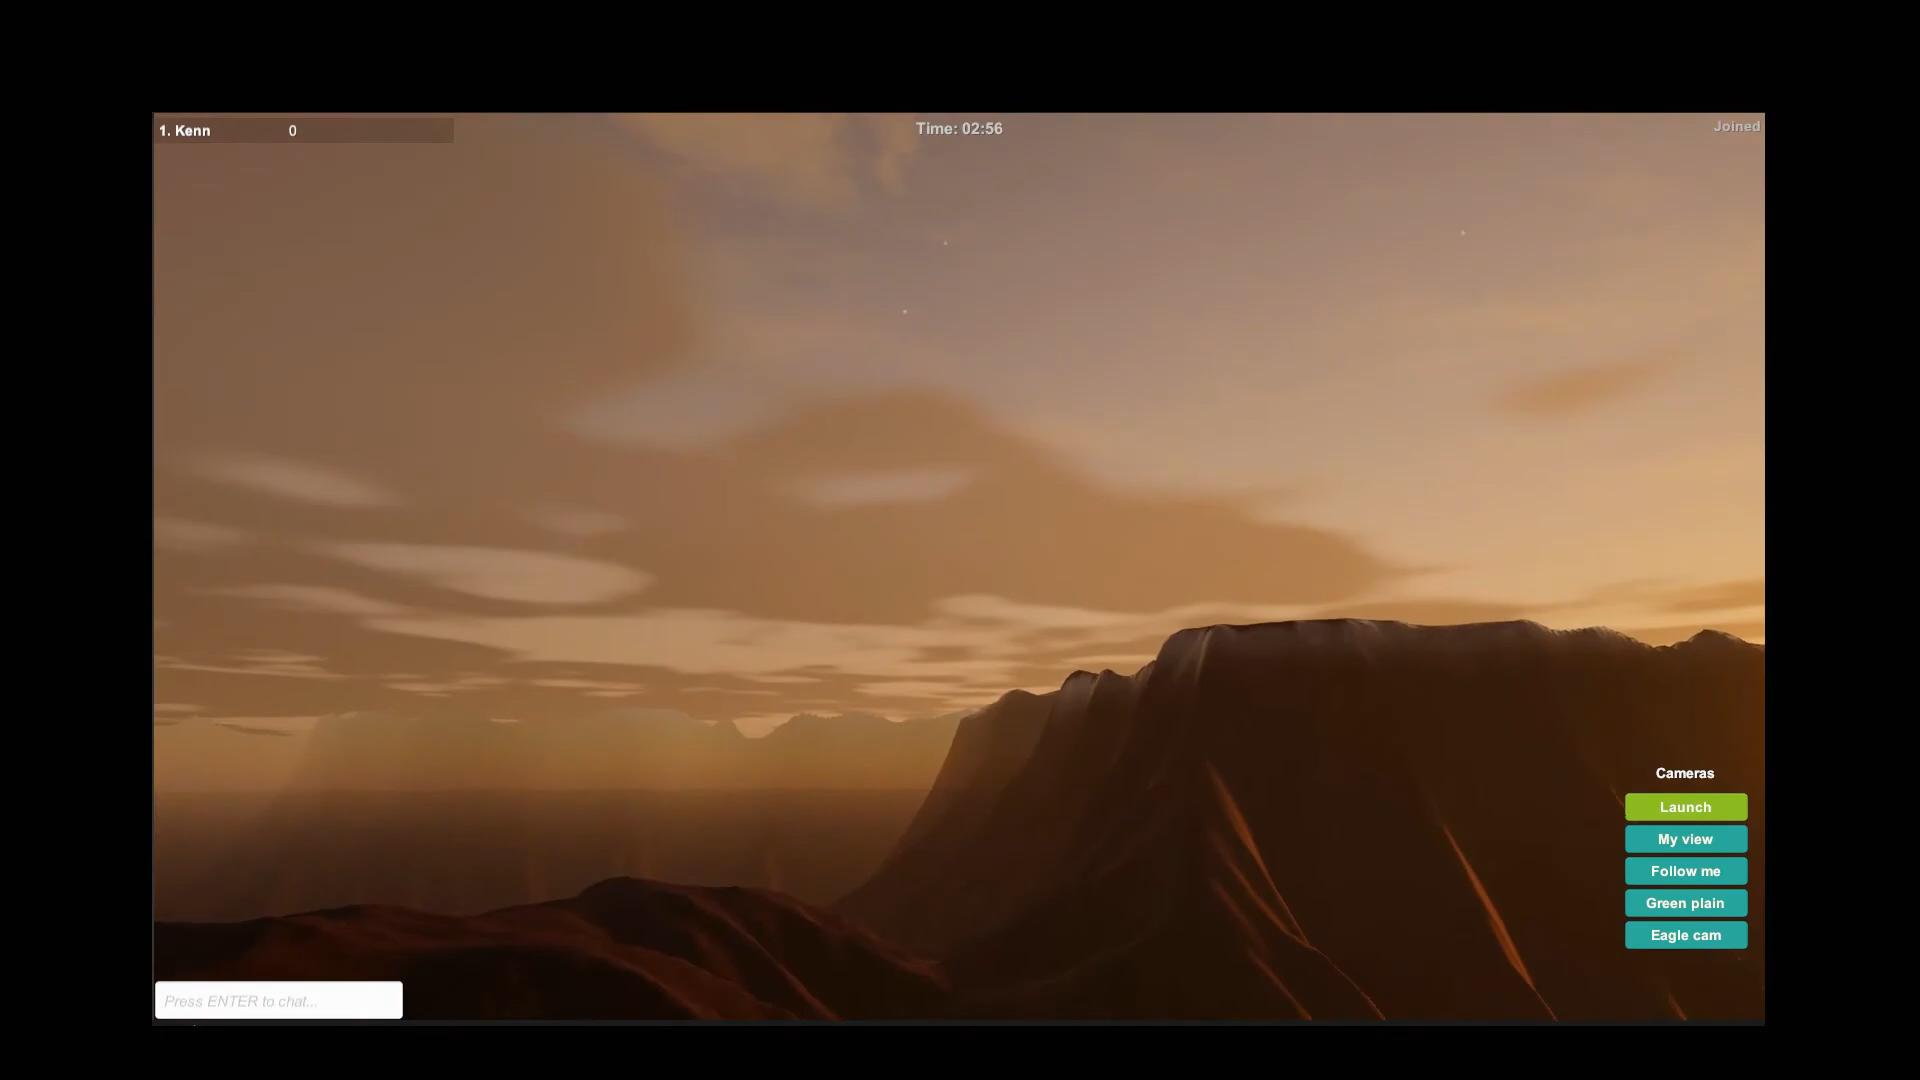 1. Kenn 0
Time: 02:56
Joined
Cameras
Launch
My view
Follow me
Green plain
Eagle cam
Press ENTER to chat...